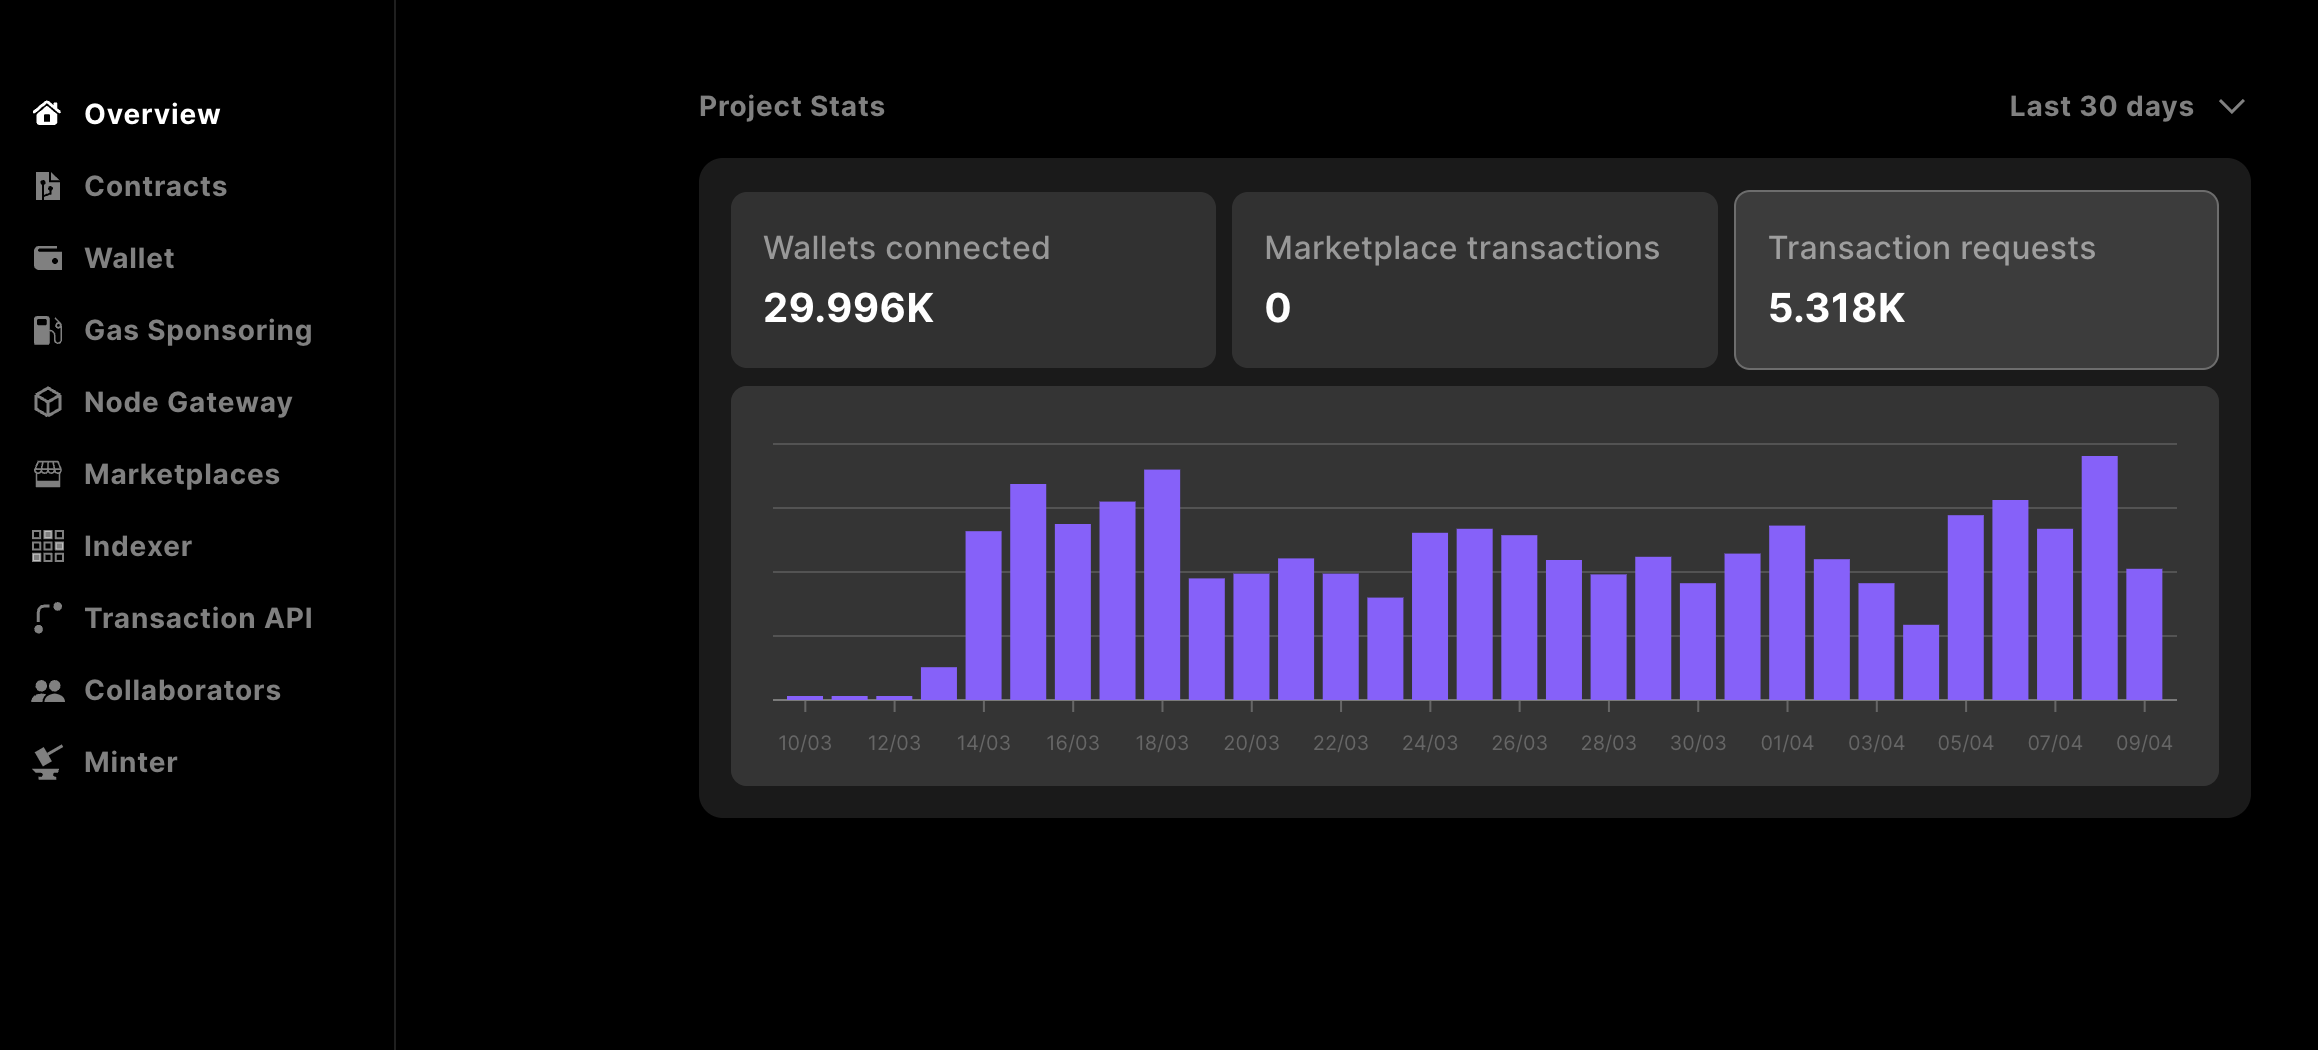 Overview
Contracts
Wallet
Gas Sponsoring
Node Gateway
Marketplaces
Indexer
Transaction API
Collaborators
Minter
Project Stats
Last 30 days
Wallets connected
29.996K
Marketplace transactions
0
Transaction requests
5.318K
10/03 12/03 14/03 16/03 18/03 20/03 22/03 24/03 26/03 28/03 30/03 01/04 03/04 05/04 07/04 09/04